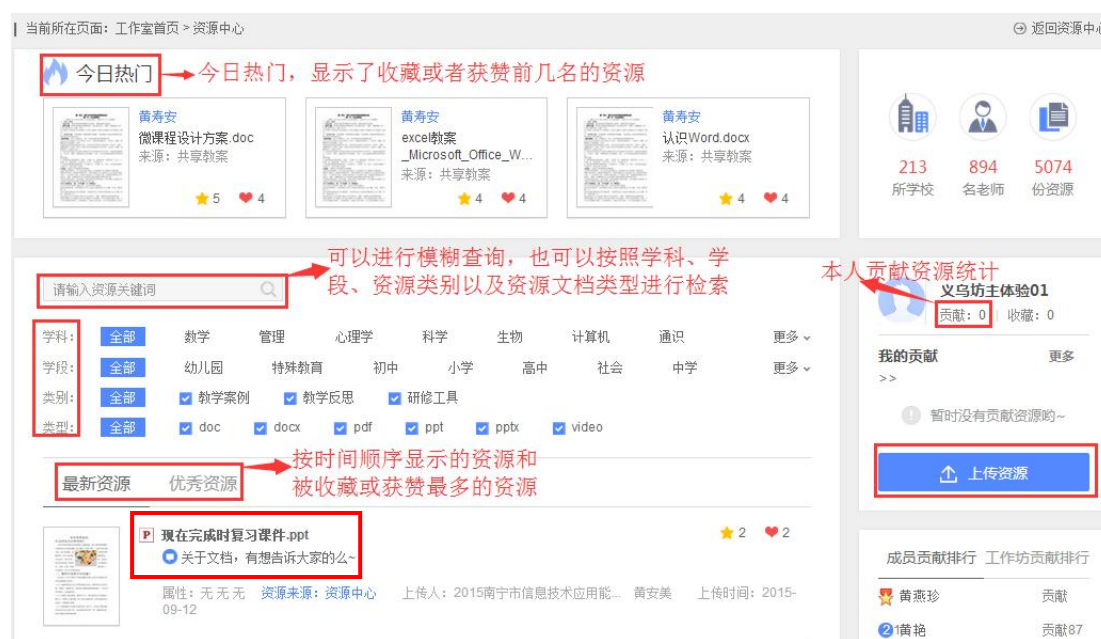 当前所在页面：工作室首页 > 资源中心
返回资源中心
今日热门
今日热门，显示了收藏或者获赞前几名的资源
黄寿安
微课程设计方案.doc
来源：共享教案
5 4
黄寿安
excel教案
_Microsoft_Office_W...
来源：共享教案
4 4
黄寿安
认识Word.docx
来源：共享教案
4 4
213 894 5074
所学校 名老师 份资源
可以进行模糊查询，也可以按照学科、学
段、资源类别以及资源文档类型进行检索
请输入资源关健词
学科： 全部 数学 管理 心理学 科学 生物 计算机 通识 更多
学段： 全部 幼儿园 特殊教育 初中 小学 高中 社会 中学 更多
类别： 全部 教学案例 教学反思 研修工具
类型： 全部 doc docx pdf ppt pptx video
本人贡献资源统计
义乌坊主体验01
贡献：0 收藏：0
我的贡献 更多
>>
暂时没有贡献资源哟~
上传资源
按时间顺序显示的资源和
被收藏或获赞最多的资源
最新资源 优秀资源
P 现在完成时复习课件.ppt
2 2
关于文档，有想告诉大家的么~
属性：无 无 无 资源来源：资源中心 上传人：2015南宁市信息技术应用能... 黄安美 上传时间：2015-
09-12
成员贡献排行 工作坊贡献排行
黄燕珍 贡献
2 1黄艳 贡献87